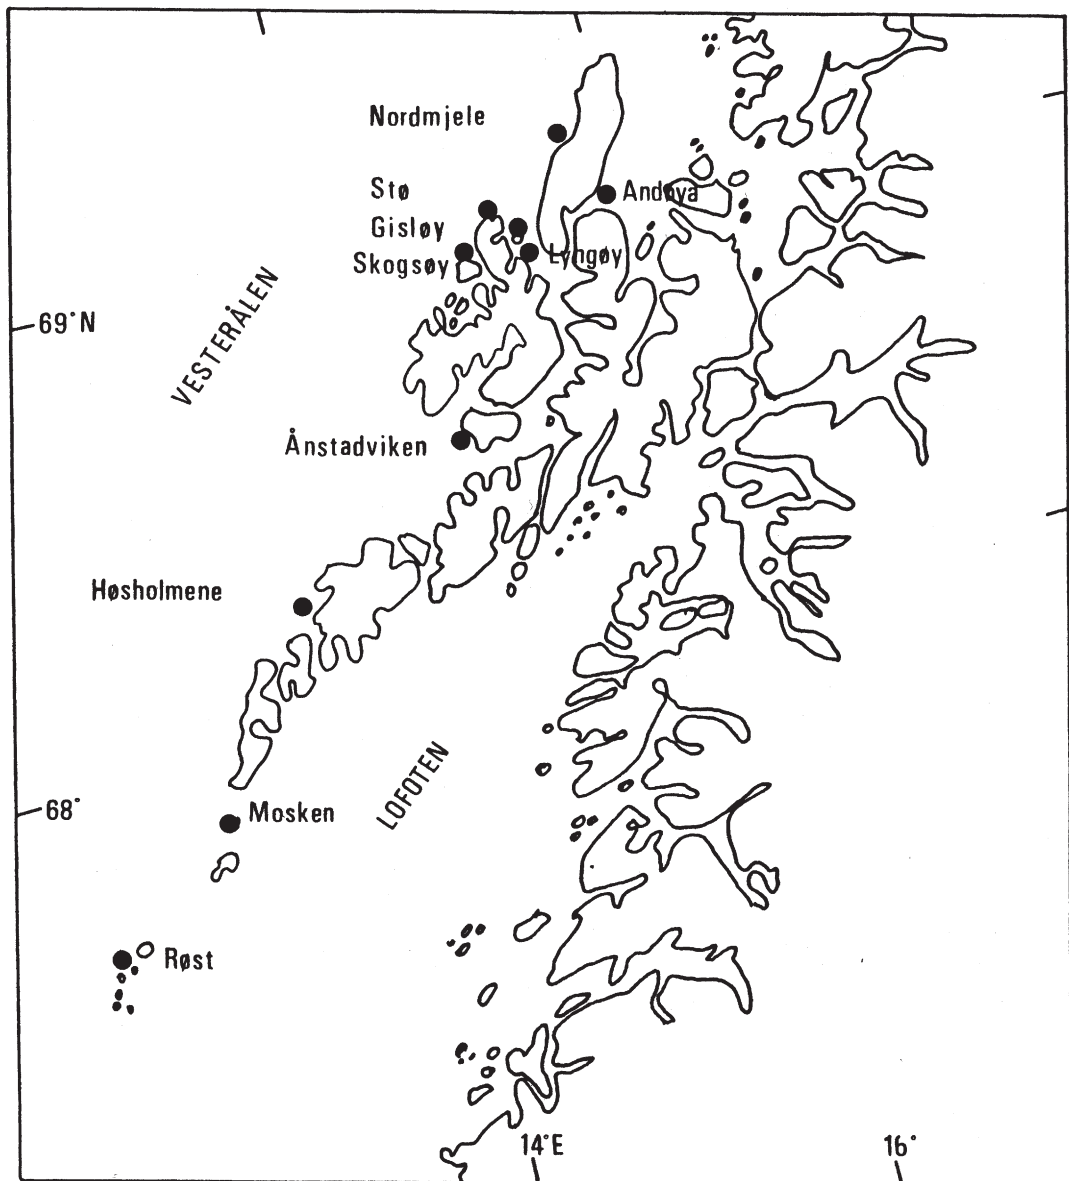 Nordmjele
Stø
Andøya
Gisløy
Lyngøy
Skogsøy
VESTERÅLEN
69°N
Ånstadviken
Høsholmene
LOFOTEN
68°
Mosken
Røst
14°E
16°